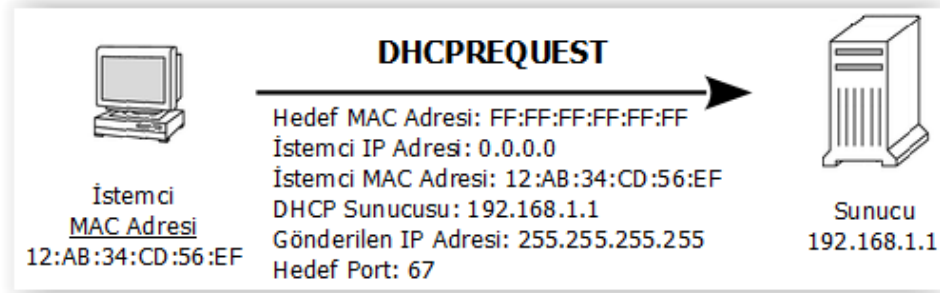 DHCPREQUEST
Hedef MAC Adresi: FF:FF:FF:FF:FF:FF
İstemci IP Adresi: 0.0.0.0
İstemci MAC Adresi: 12:AB:34:CD:56:EF
DHCP Sunucusu: 192.168.1.1
Gönderilen IP Adresi: 255.255.255.255
Hedef Port: 67
İstemci
MAC Adresi
12:AB:34:CD:56:EF
Sunucu
192.168.1.1